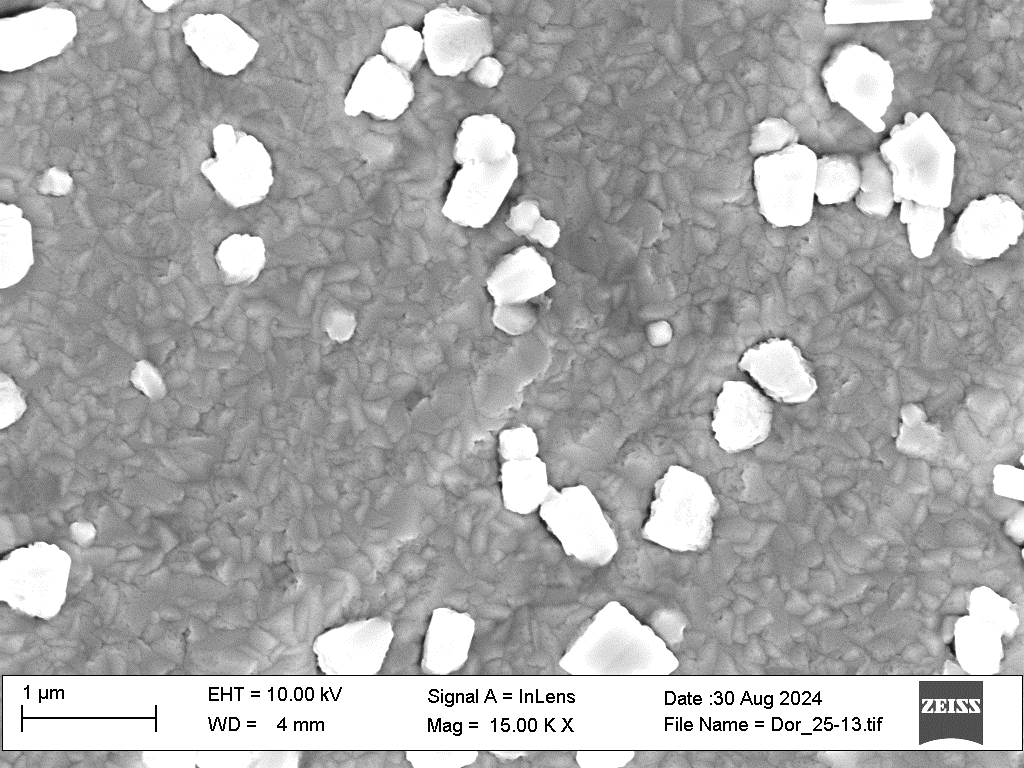 1 µm
EHT = 10.00 kV
Signal A = InLens
Date :30 Aug 2024
WD = 4 mm
Mag = 15.00 K X
File Name = Dor_25-13.tif
ZEISS